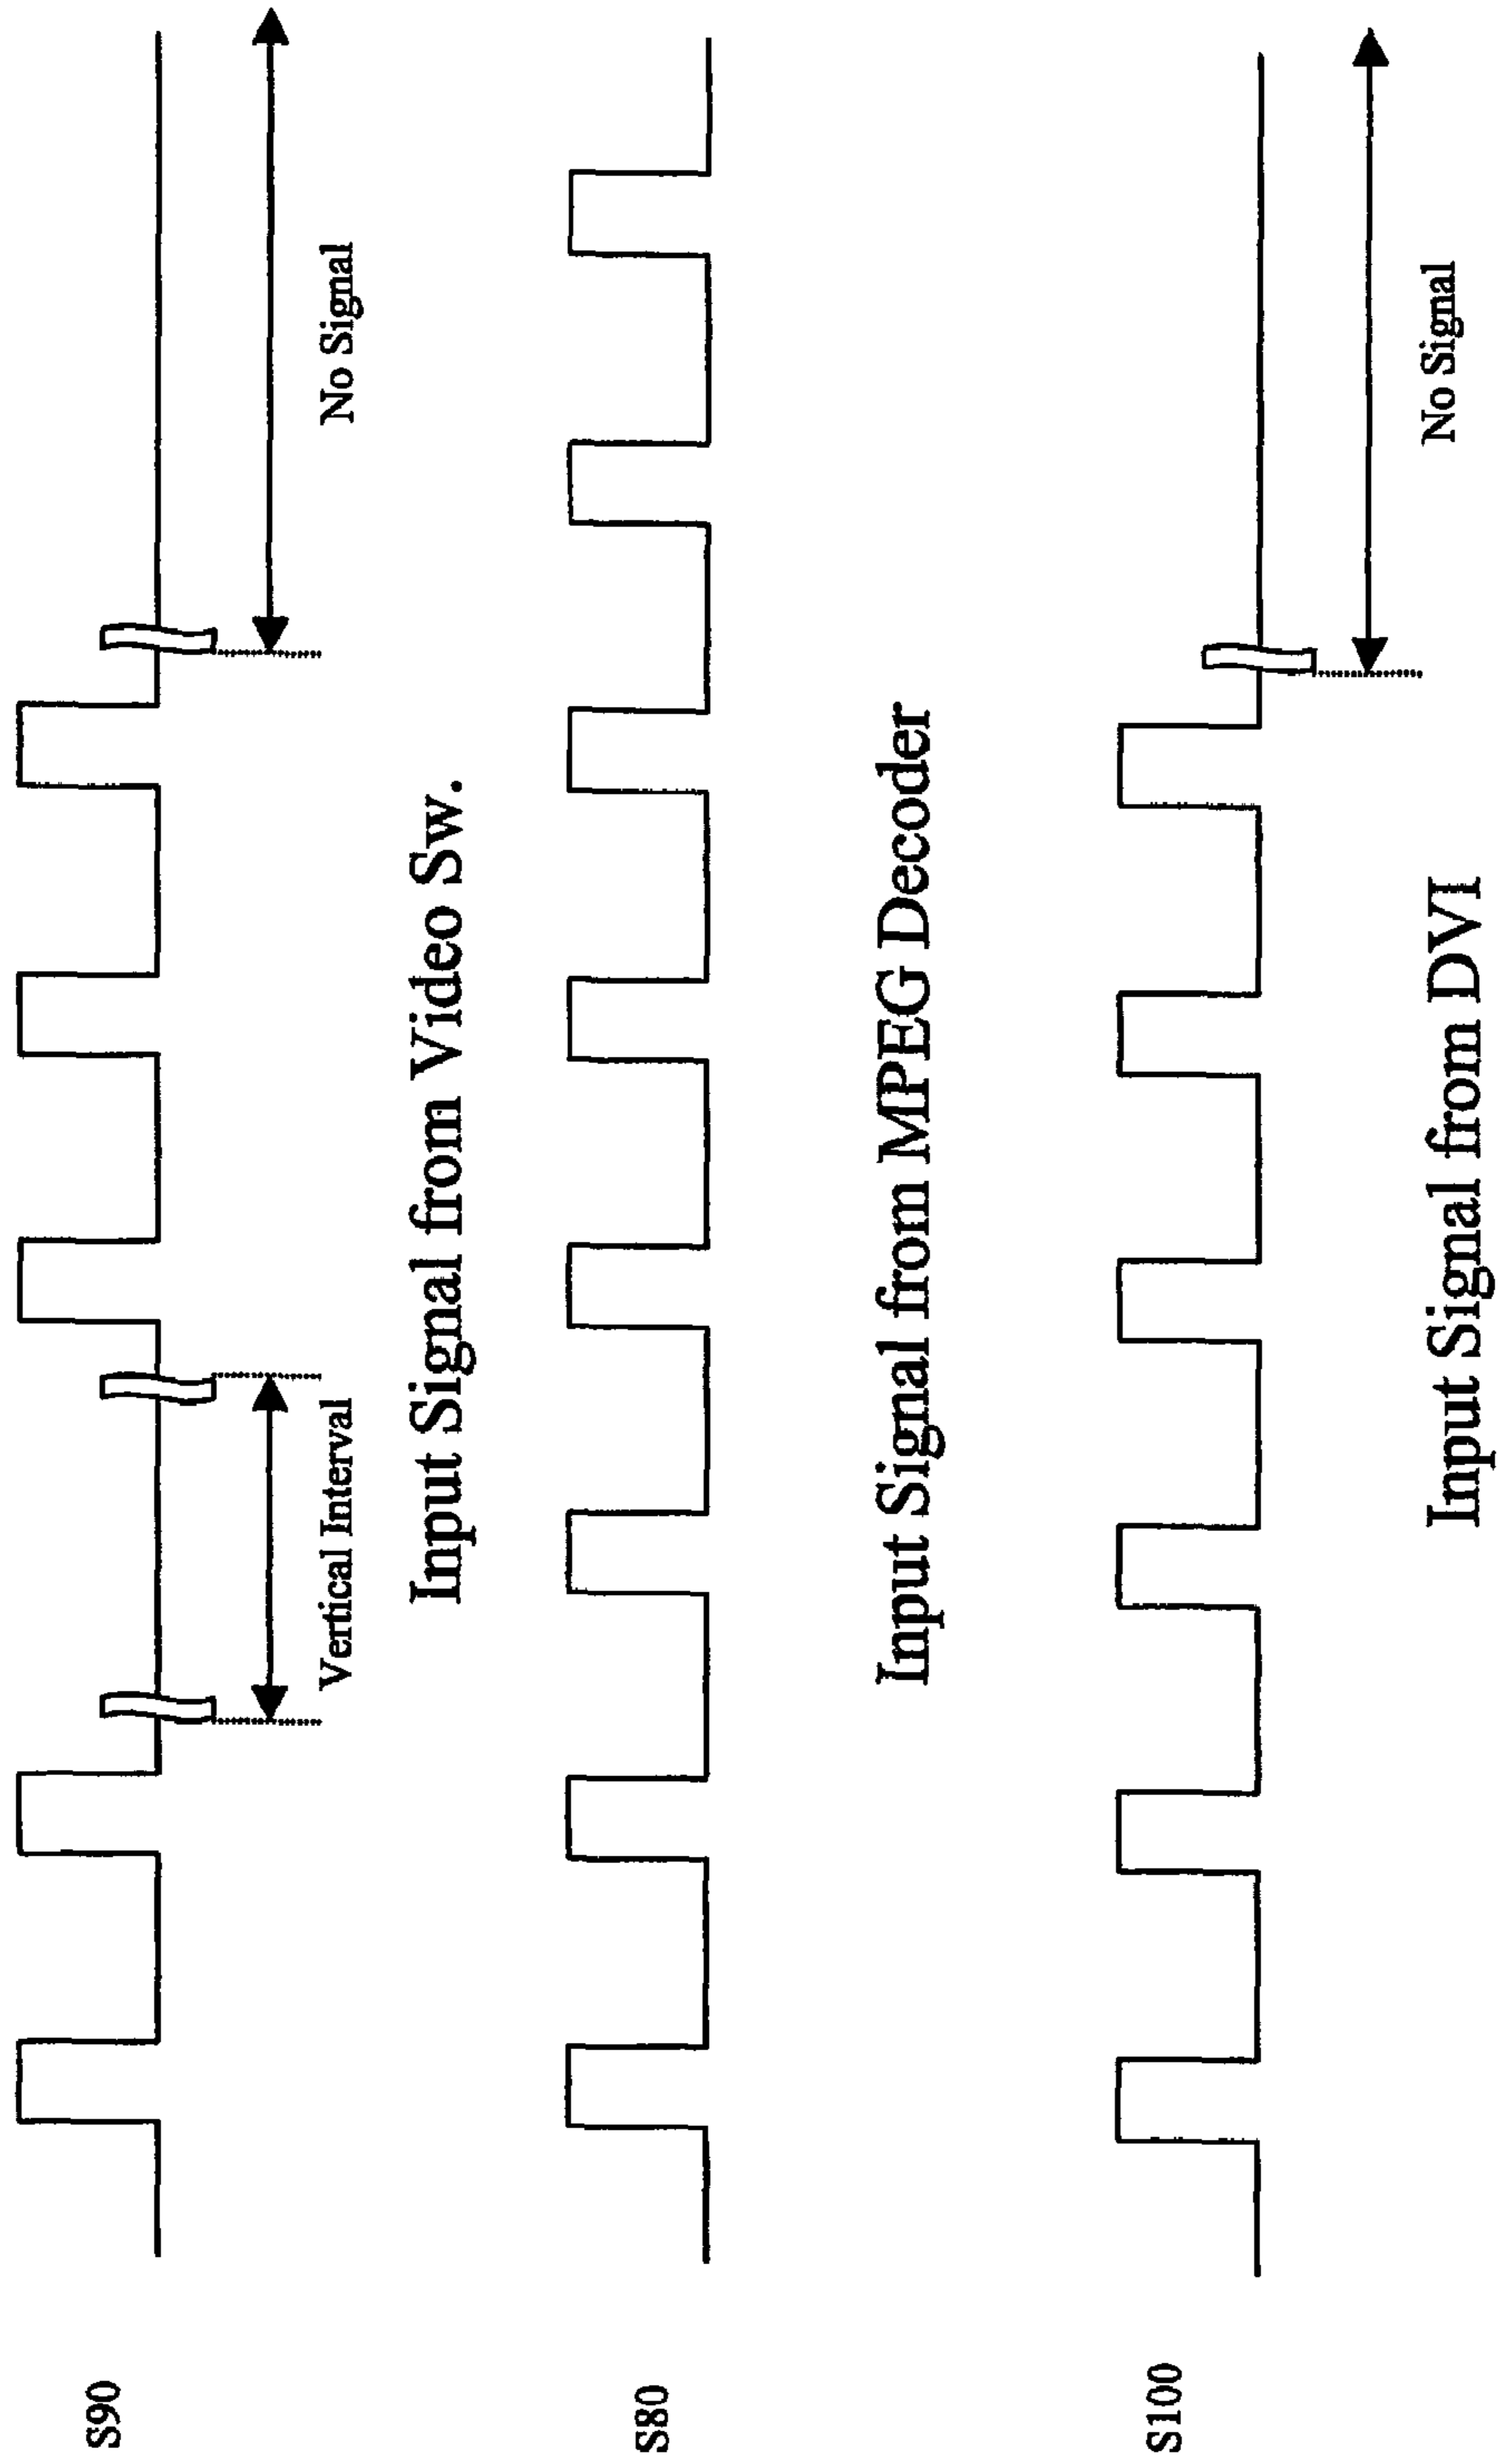 S90
Vertical Interval
No Signal
Input Signal from Video Sw.
S80
Input Signal from MPEG Decoder
S100
No Signal
Input Signal from DVI